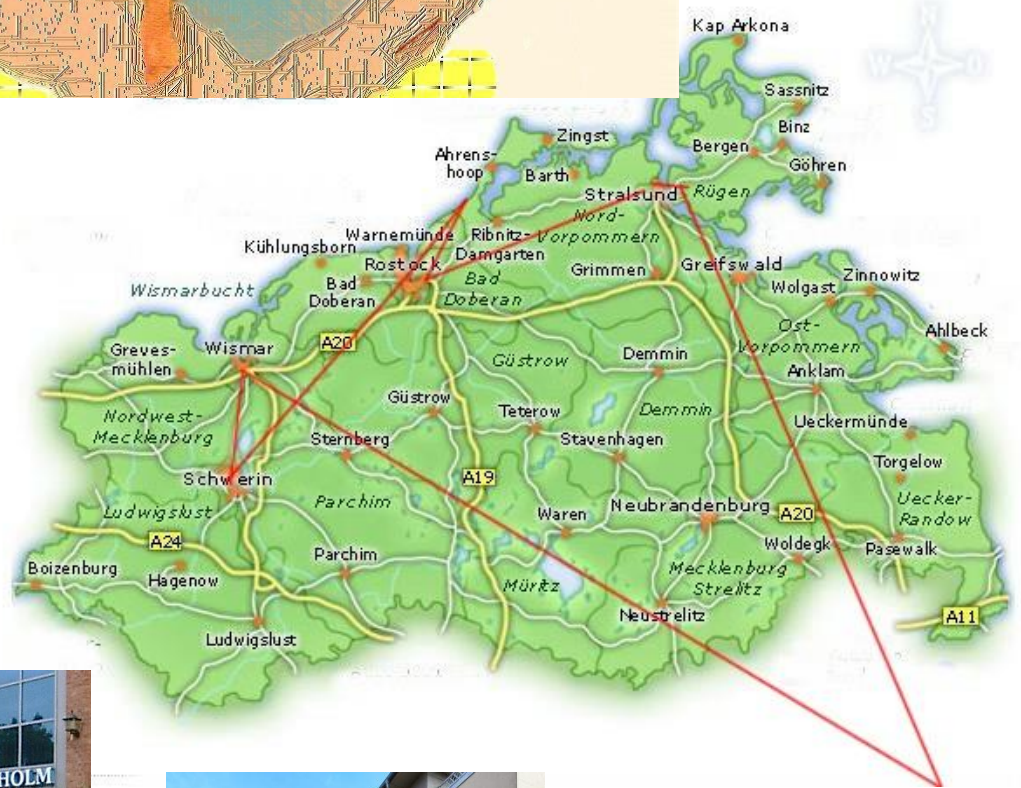 Kap Arkona
N
W O
S
Sassnitz
Binz
Bergen
Göhren
Rügen
Zingst
Ahrens-
hoop
Barth
Stralsund
Nord-
Vorpommern
Warnemünde
Ribnitz-
Damgarten
Kühlungsborn
Rostock
Bad
Doberan
Bad
Doberan
Grimmen
Greifswald
Wolgast
Zinnowitz
Wismarbucht
Ahlbeck
Ost-
Vorpommern
Greves-
mühlen
Wismar
A20
Güstrow
Demmin
Anklam
Güstrow
Teterow
Demmin
Ueckermünde
Nordwest-
Mecklenburg
Sternberg
Stavenhagen
Torgelow
Schwerin
A19
Uecker-
Randow
Ludwigslust
Parchim
Waren
Neubrandenburg
A20
A24
Woldegk
Pasewalk
Boizenburg
Hagenow
Parchim
Müritz
Mecklenburg
Strelitz
Neustrelitz
A11
Ludwigslust
HOLM